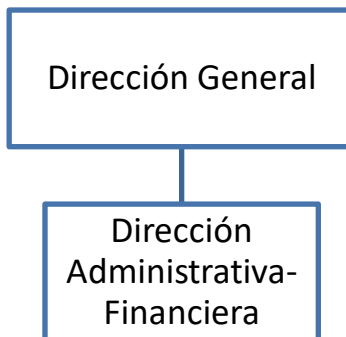 Dirección General
Dirección
Administrativa-
Financiera